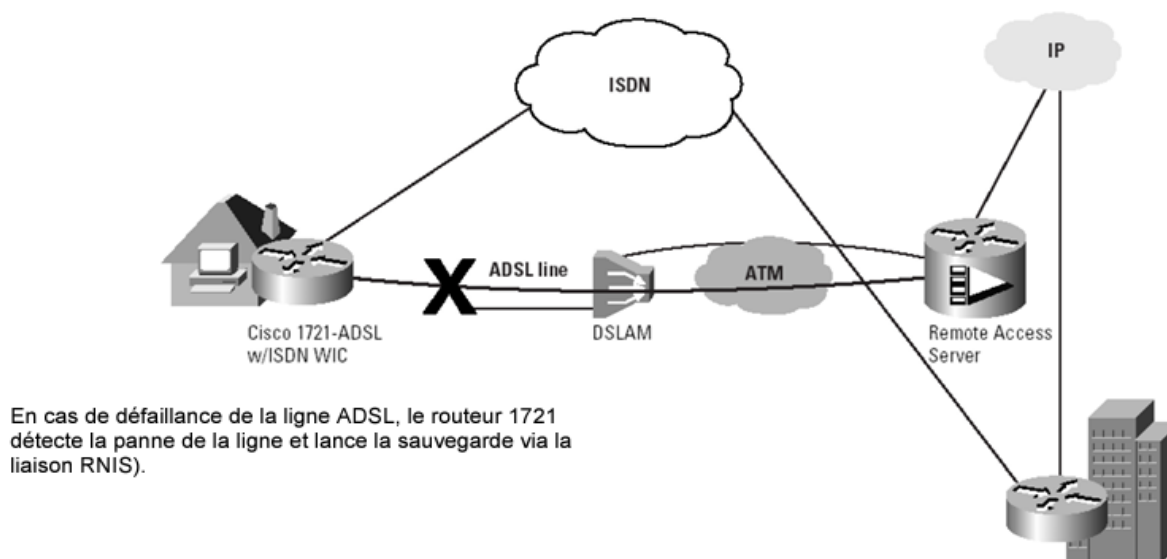 ISDN
IP
ADSL line
ATM
Cisco 1721-ADSL
w/ISDN WIC
DSLAM
Remote Access
Server
En cas de défaillance de la ligne ADSL, le routeur 1721
détecte la panne de la ligne et lance la sauvegarde via la
liaison RNIS).